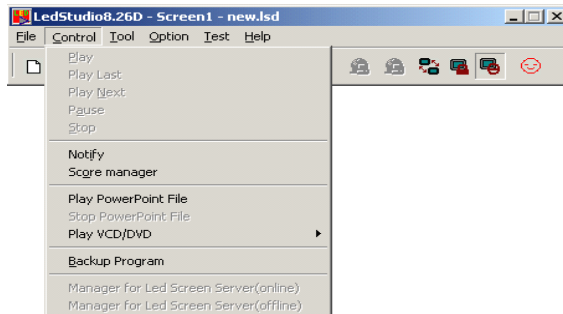 LedStudio8.26D - Screen1 - new.lsd
File Control Tool Option Test Help
Play
Play Last
Play Next
Pause
Stop
Notify
Score manager
Play PowerPoint File
Stop PowerPoint File
Play VCD/DVD
Backup Program
Manager for Led Screen Server(online)
Manager for Led Screen Server(offline)